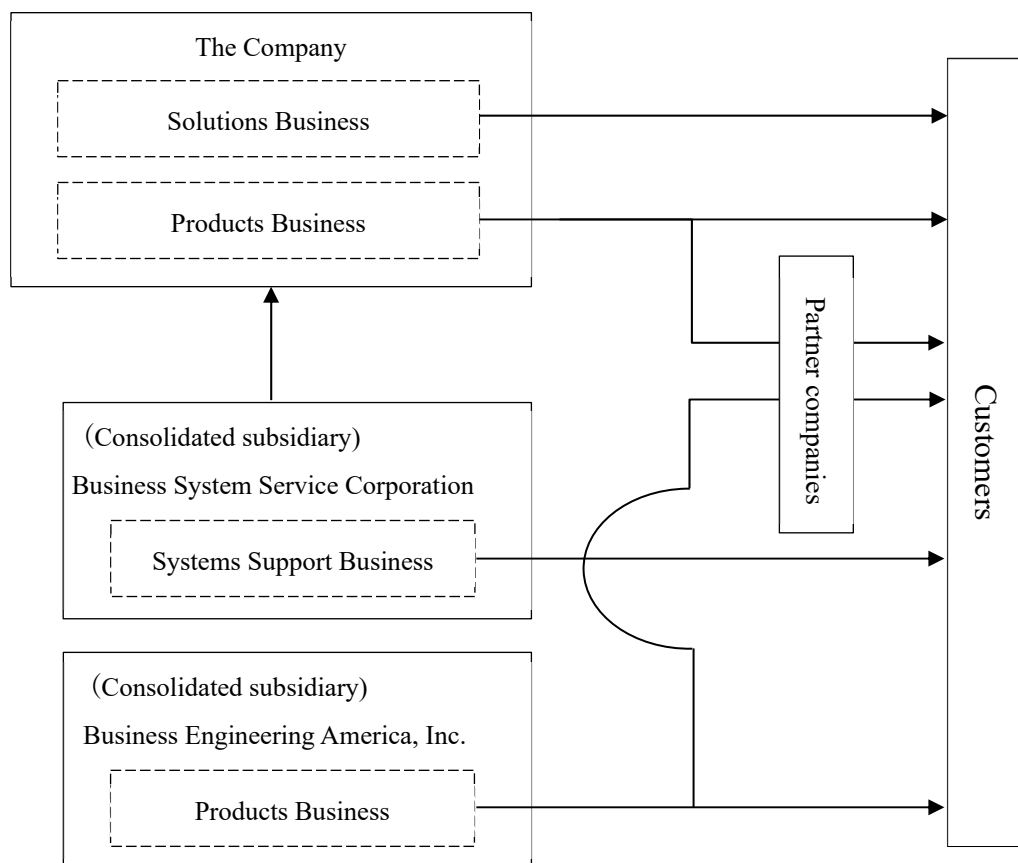 The Company
Solutions Business
Products Business
Partner companies
Customers
（Consolidated subsidiary)
Business System Service Corporation
Systems Support Business
（Consolidated subsidiary)
Business Engineering America, Inc.
Products Business